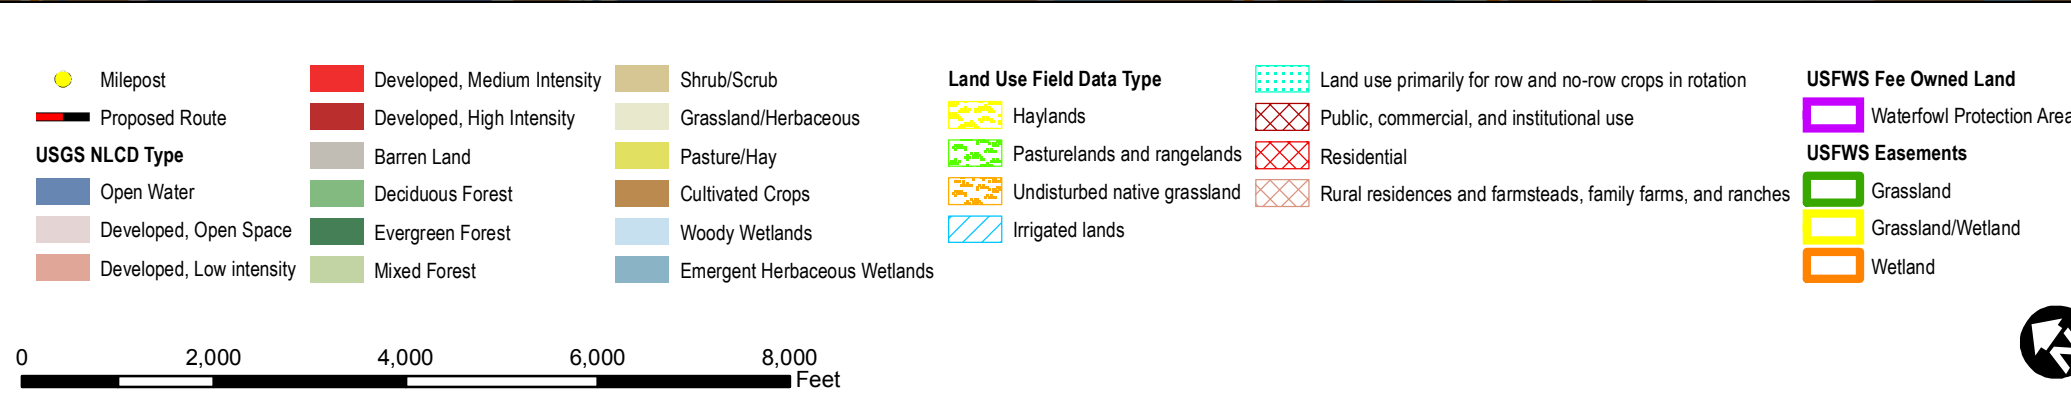 Milepost
Proposed Route
USGS NLCD Type
Open Water
Developed, Open Space
Developed, Low intensity
Developed, Medium Intensity
Developed, High Intensity
Barren Land
Deciduous Forest
Evergreen Forest
Mixed Forest
Shrub/Scrub
Grassland/Herbaceous
Pasture/Hay
Cultivated Crops
Woody Wetlands
Emergent Herbaceous Wetlands
Land Use Field Data Type
Haylands
Pasturelands and rangelands
Undisturbed native grassland
Irrigated lands
Land use primarily for row and no-row crops in rotation
Public, commercial, and institutional use
Residential
Rural residences and farmsteads, family farms, and ranches
USFWS Fee Owned Land
Waterfowl Protection Area
USFWS Easements
Grassland
Grassland/Wetland
Wetland
0 2,000 4,000 6,000 8,000
Feet